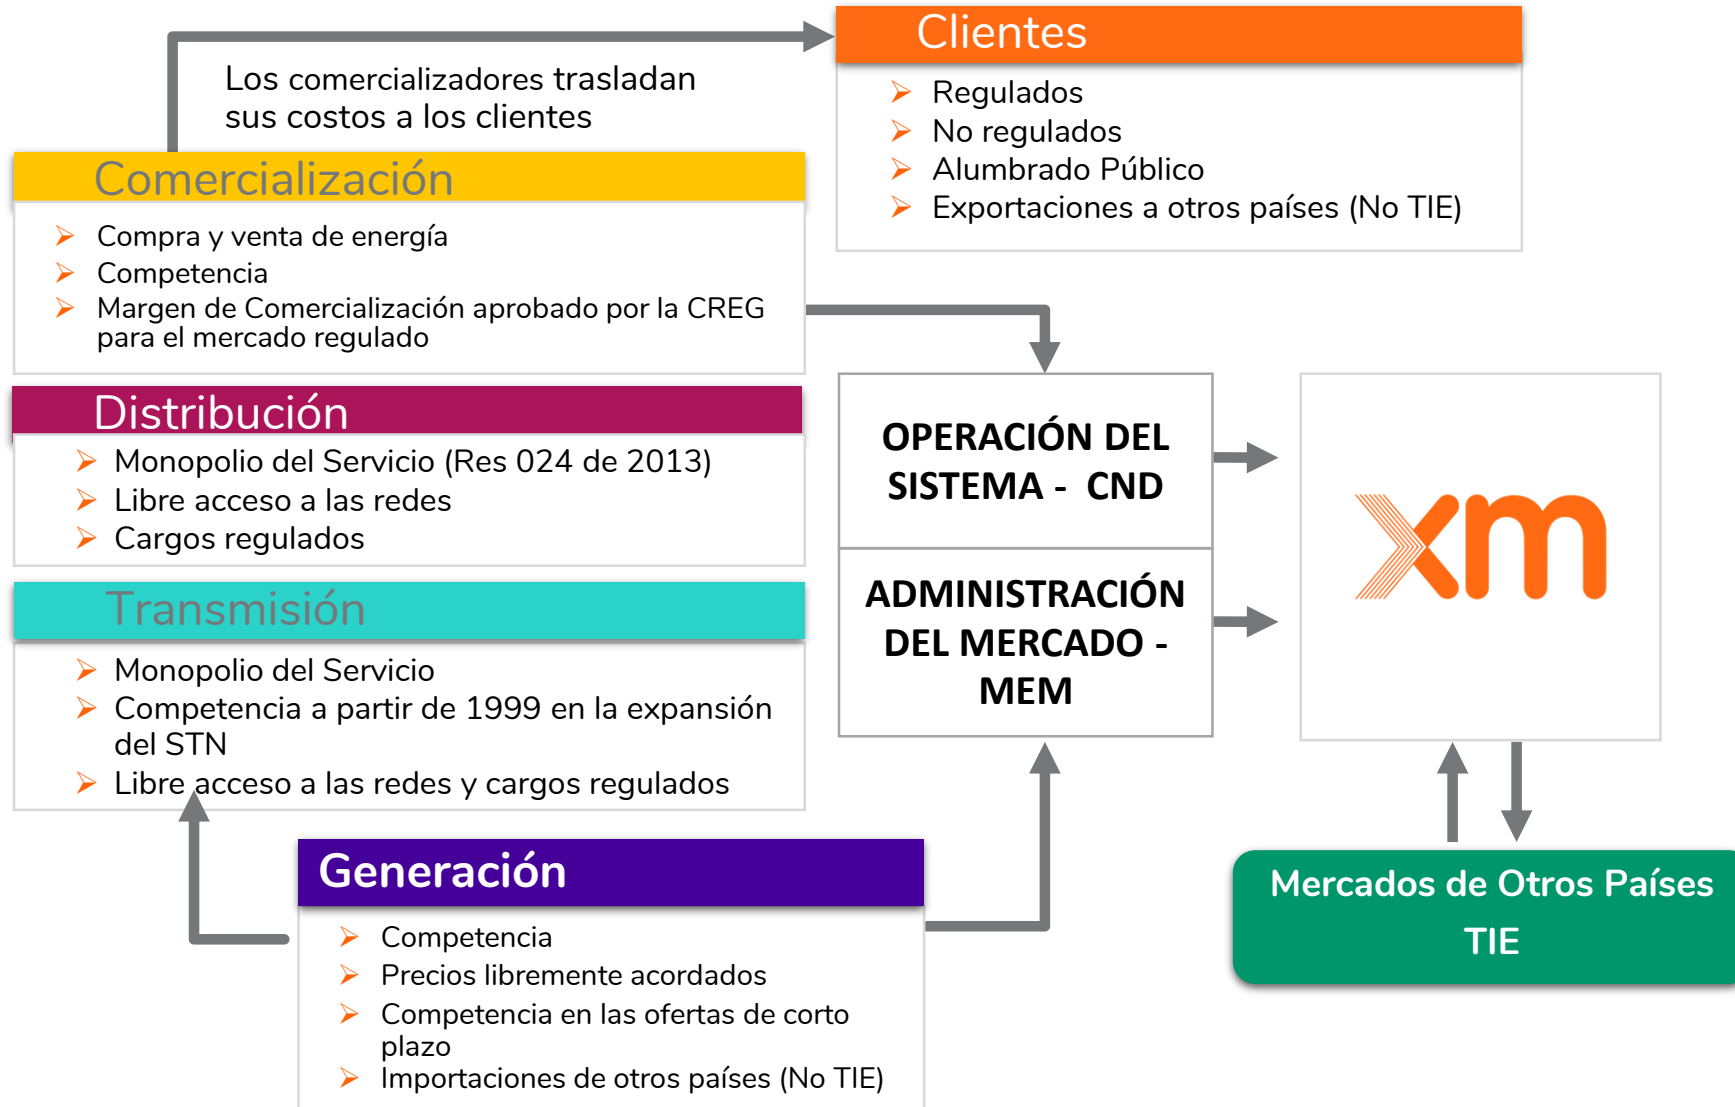 Clientes
Regulados
No regulados
Alumbrado Público
Exportaciones a otros países (No TIE)
Los comercializadores trasladan
sus costos a los clientes
Comercialización
Compra y venta de energía
Competencia
Margen de Comercialización aprobado por la CREG
para el mercado regulado
Distribución
Monopolio del Servicio (Res 024 de 2013)
Libre acceso a las redes
Cargos regulados
Transmisión
Monopolio del Servicio
Competencia a partir de 1999 en la expansión
del STN
Libre acceso a las redes y cargos regulados
Generación
Competencia
Precios libremente acordados
Competencia en las ofertas de corto
plazo
Importaciones de otros países (No TIE)
OPERACIÓN DEL
SISTEMA - CND
ADMINISTRACIÓN
DEL MERCADO -
MEM
xm
Mercados de Otros Países
TIE